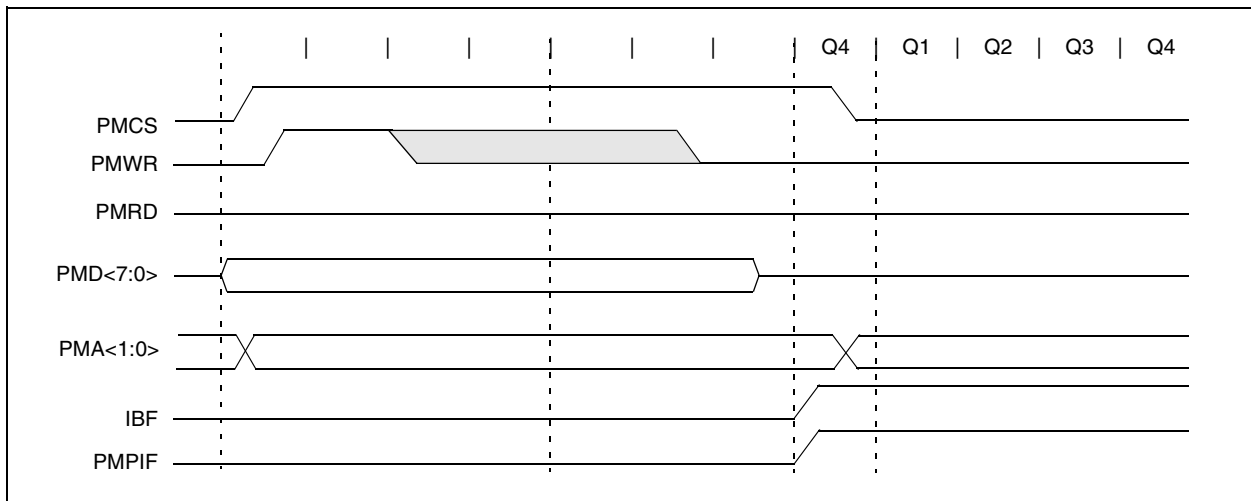 | | | | | | | Q4 | Q1 | Q2 | Q3 | Q4
PMCS
PMWR
PMRD
PMD<7:0>
PMA<1:0>
IBF
PMPIF